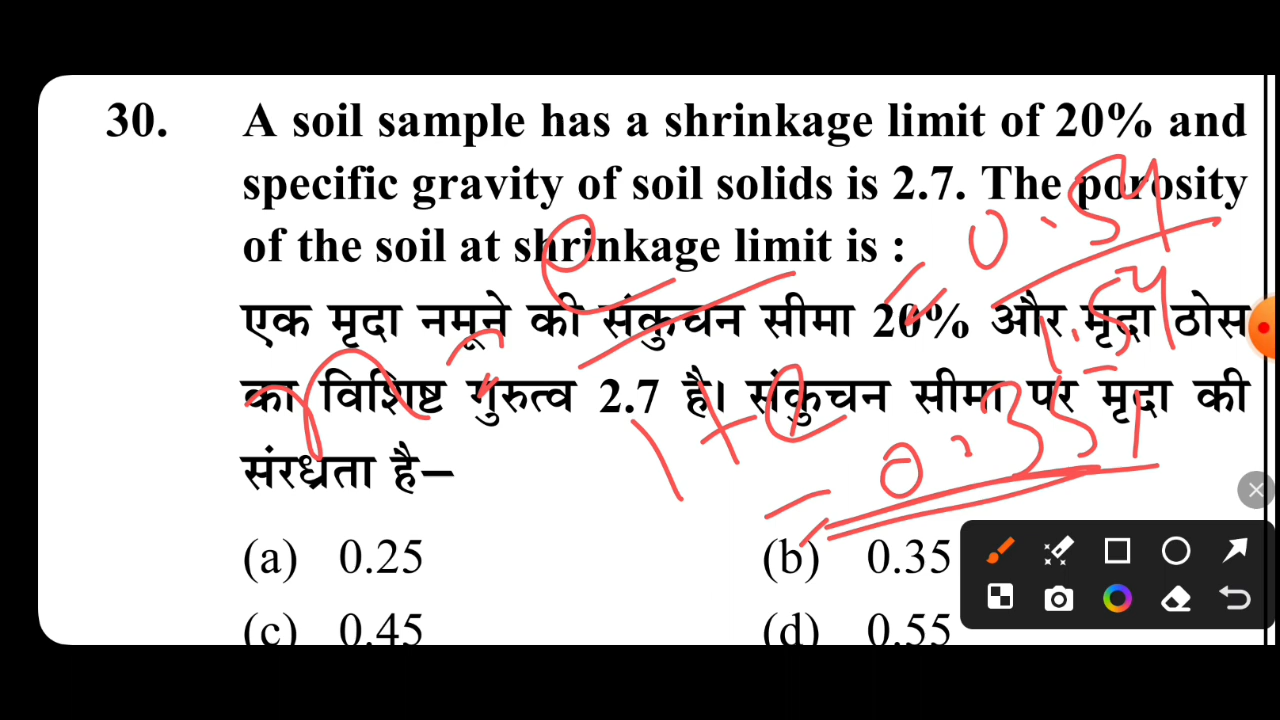 30. A soil sample has a shrinkage limit of 20% and
specific gravity of soil solids is 2.7. The porosity
of the soil at shrinkage limit is :
एक मृदा नमूने की संकुचन सीमा 20% और मृदा ठोस
का विशिष्ट गुरुत्व 2.7 है। संकुचन सीमा पर मृदा की
संरध्रता है–
n = e / 1+e = 0.54 / 1.54
= 0.351
(a) 0.25 (b) 0.35
(c) 0.45 (d) 0.55